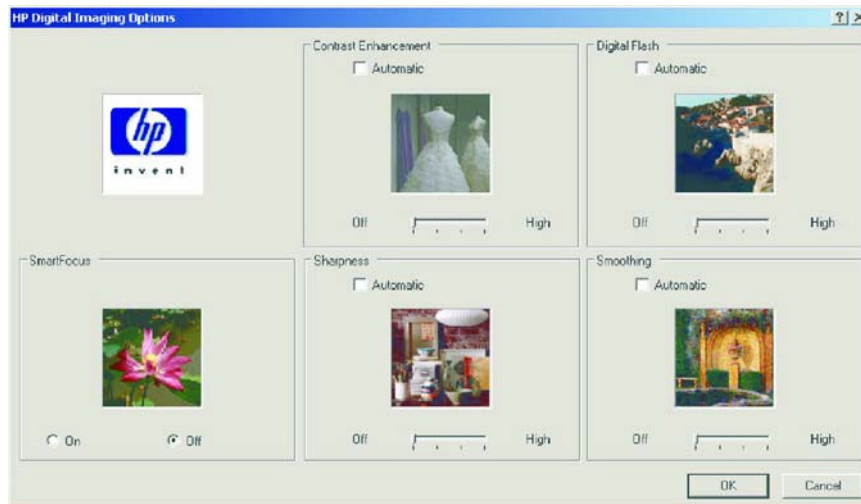 HP Digital Imaging Options
hp
invent
Contrast Enhancement
Automatic
Off High
Digital Flash
Automatic
Off High
SmartFocus
On Off
Sharpness
Automatic
Off High
Smoothing
Automatic
Off High
OK Cancel